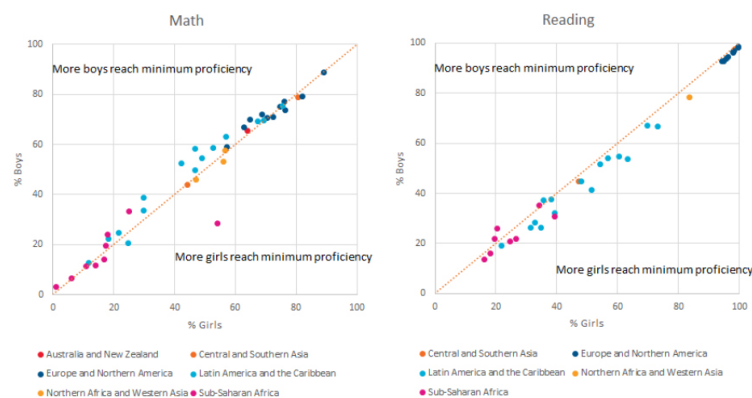 Math
100
More boys reach minimum proficiency
80
60
% Boys
40
20
More girls reach minimum proficiency
0
0 20 40 60 80 100
% Girls
Australia and New Zealand
Central and Southern Asia
Europe and Northern America
Latin America and the Caribbean
Northern Africa and Western Asia
Sub-Saharan Africa
Reading
100
More boys reach minimum proficiency
80
60
% Boys
40
20
More girls reach minimum proficiency
0
0 20 40 60 80 100
% Girls
Central and Southern Asia
Europe and Northern America
Latin America and the Caribbean
Northern Africa and Western Asia
Sub-Saharan Africa